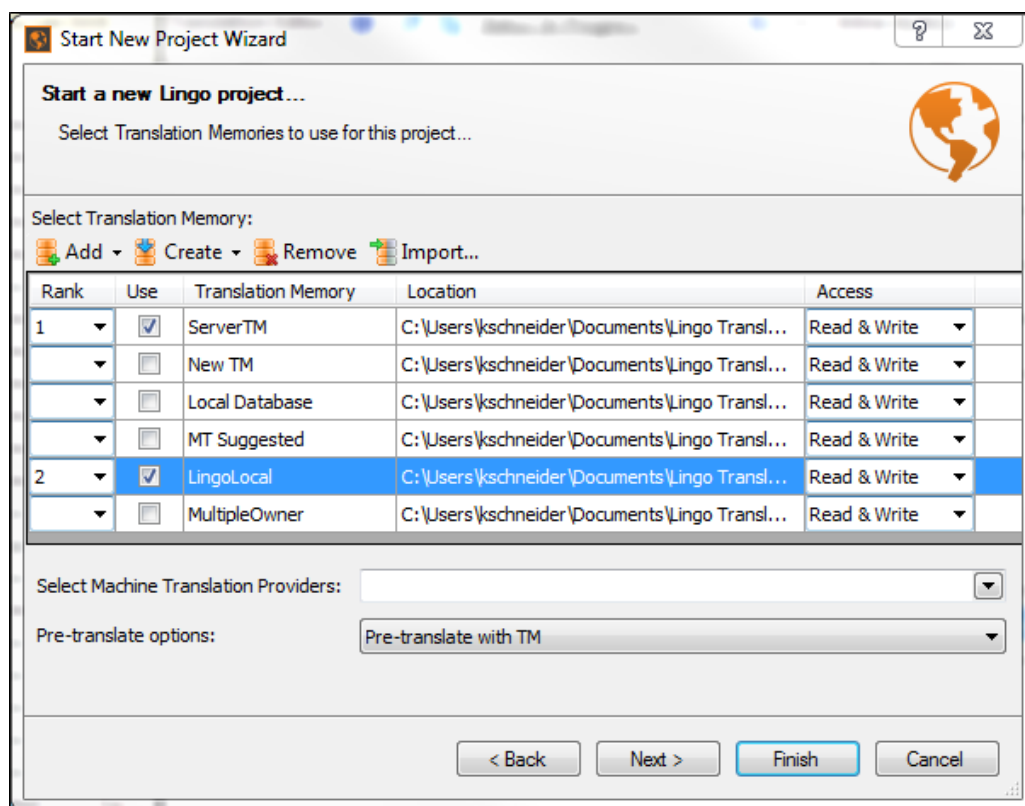 Start New Project Wizard
Start a new Lingo project...
Select Translation Memories to use for this project...
Select Translation Memory:
Add Create Remove Import...
Rank Use Translation Memory Location Access
1 ServerTM C:\Users\kschneider\Documents\Lingo Transl... Read & Write
New TM C:\Users\kschneider\Documents\Lingo Transl... Read & Write
Local Database C:\Users\kschneider\Documents\Lingo Transl... Read & Write
MT Suggested C:\Users\kschneider\Documents\Lingo Transl... Read & Write
2 LingoLocal C:\Users\kschneider\Documents\Lingo Transl... Read & Write
MultipleOwner C:\Users\kschneider\Documents\Lingo Transl... Read & Write
Select Machine Translation Providers:
Pre-translate options: Pre-translate with TM
< Back Next > Finish Cancel